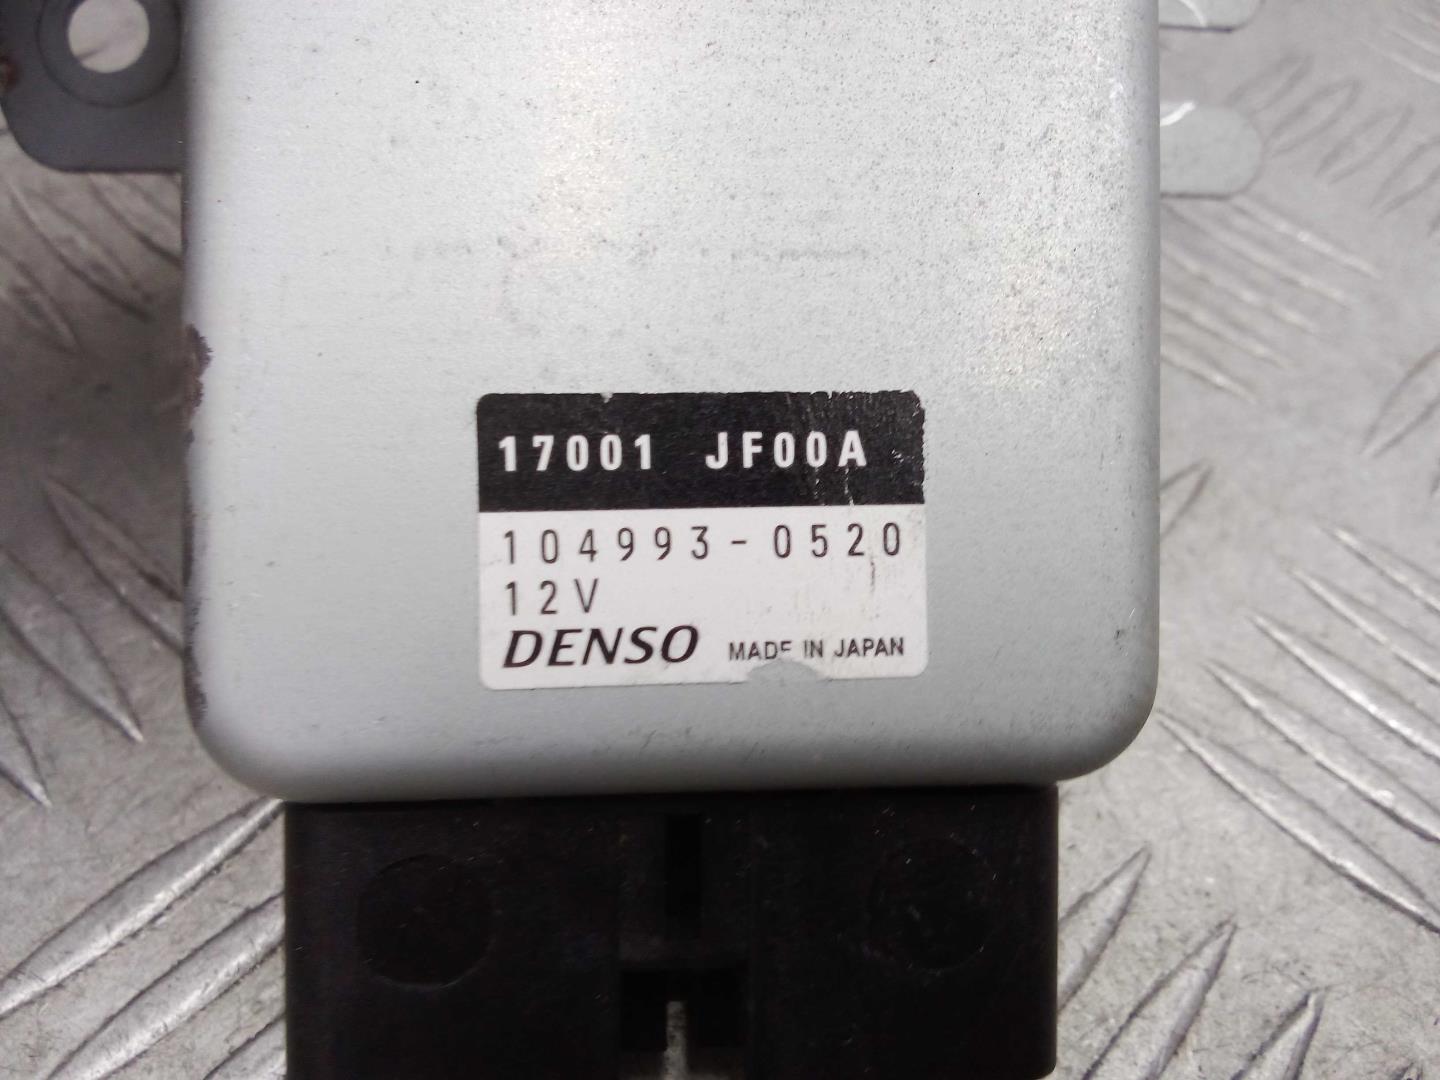 17001 JF00A
104993-0520
12V
DENSO MADE IN JAPAN